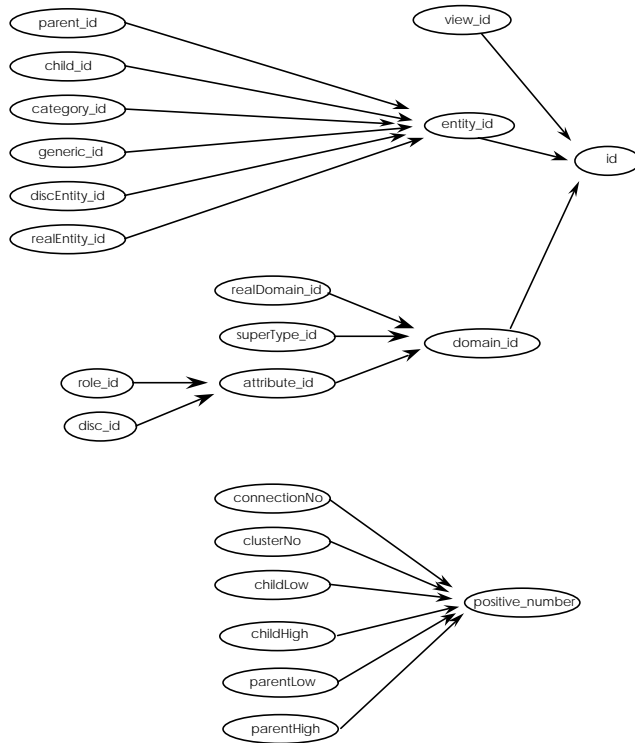 parent_id
view_id
child_id
category_id
entity_id
generic_id
id
discEntity_id
realEntity_id
realDomain_id
superType_id
domain_id
role_id
attribute_id
disc_id
connectionNo
clusterNo
childLow
positive_number
childHigh
parentLow
parentHigh